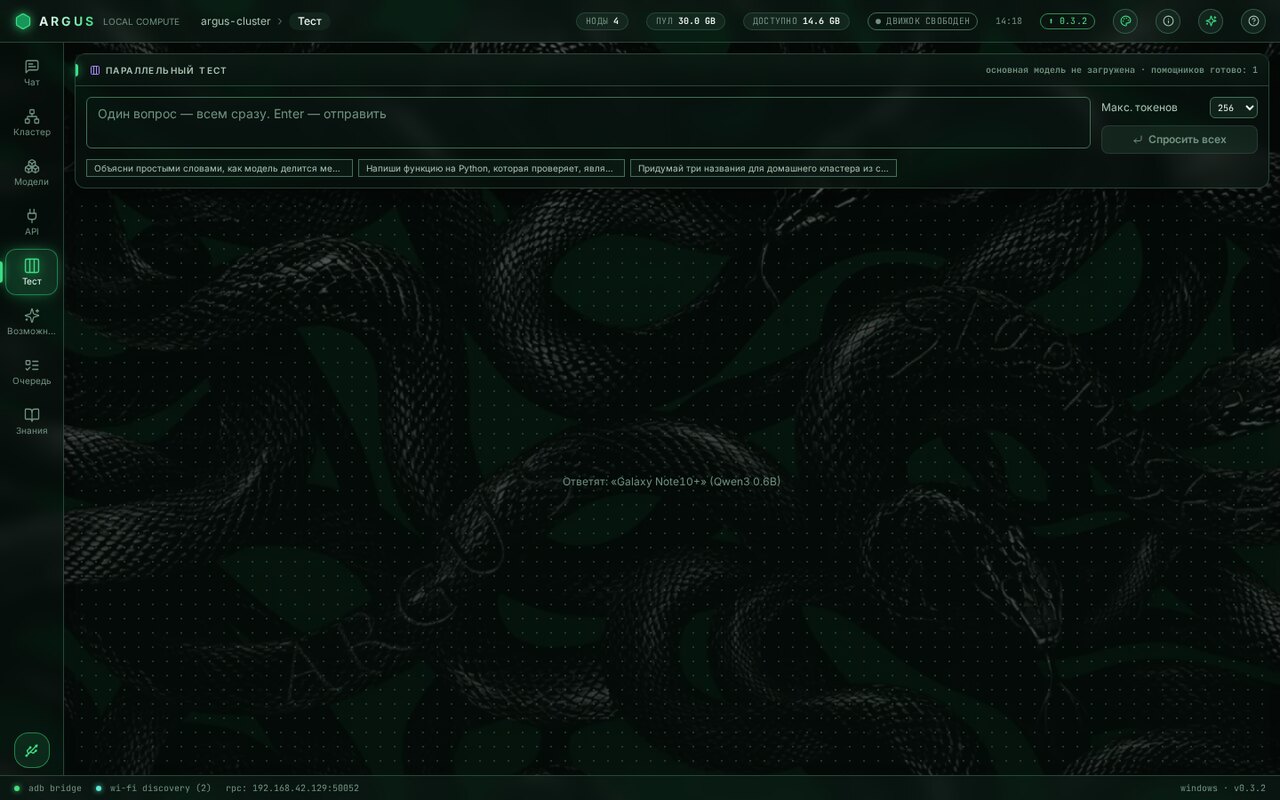 ARGUS LOCAL COMPUTE argus-cluster › Тест НОДЫ 4 ПУЛ 30.0 GB ДОСТУПНО 14.6 GB ДВИЖОК СВОБОДЕН 14:18 0.3.2
Чат
Кластер
Модели
API
Тест
Возможн...
Очередь
Знания
ПАРАЛЛЕЛЬНЫЙ ТЕСТ основная модель не загружена · помощников готово: 1
Один вопрос — всем сразу. Enter — отправить
Макс. токенов 256
Спросить всех
Объясни простыми словами, как модель делится ме...
Напиши функцию на Python, которая проверяет, явля...
Придумай три названия для домашнего кластера из с...
Ответят: «Galaxy Note10+» (Qwen3 0.6B)
adb bridge wi-fi discovery (2) rpc: 192.168.42.129:50052 windows · v0.3.2